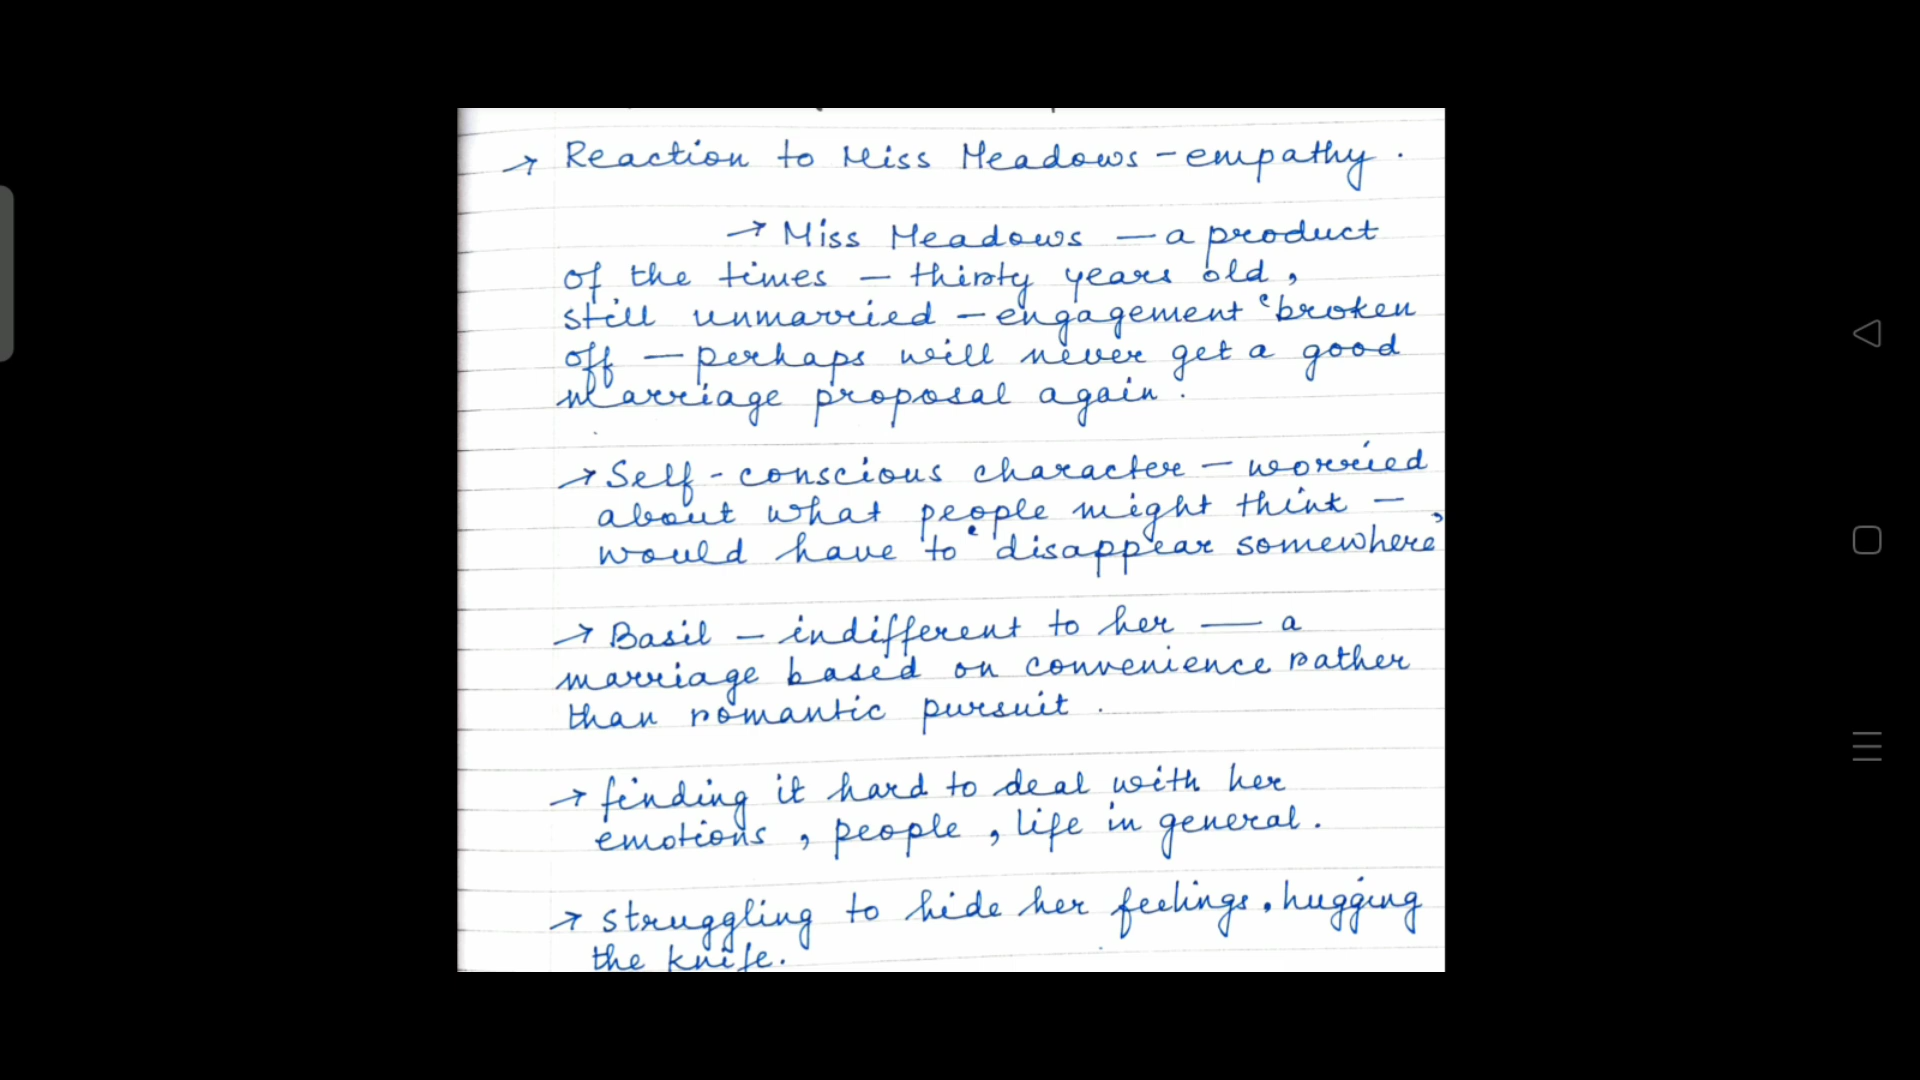 → Reaction to Miss Meadows - empathy.
→ Miss Meadows — a product
of the times — thirty years old,
still unmarried — engagement 'broken
off — perhaps will never get a good
marriage proposal again.
→ Self-conscious character — worried
about what people might think —
would have to 'disappear somewhere'
→ Basil — indifferent to her — a
marriage based on convenience rather
than romantic pursuit.
→ finding it hard to deal with her
emotions, people, life in general.
→ struggling to hide her feelings. hugging
the knife.